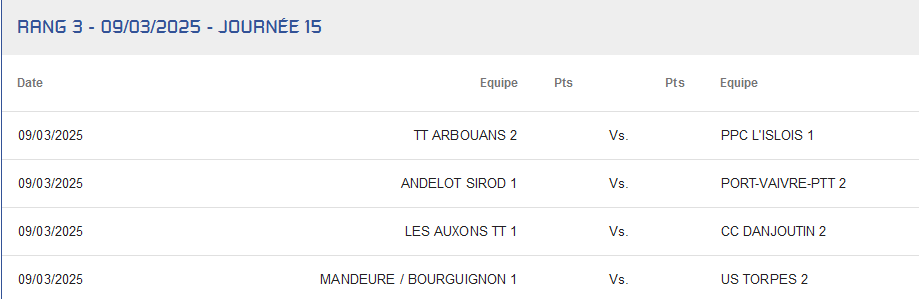 RANG 3 - 09/03/2025 - JOURNÉE 15
Date Equipe Pts Pts Equipe
09/03/2025 TT ARBOUANS 2 Vs. PPC L'ISLOIS 1
09/03/2025 ANDELOT SIROD 1 Vs. PORT-VAIVRE-PTT 2
09/03/2025 LES AUXONS TT 1 Vs. CC DANJOUTIN 2
09/03/2025 MANDEURE / BOURGUIGNON 1 Vs. US TORPES 2